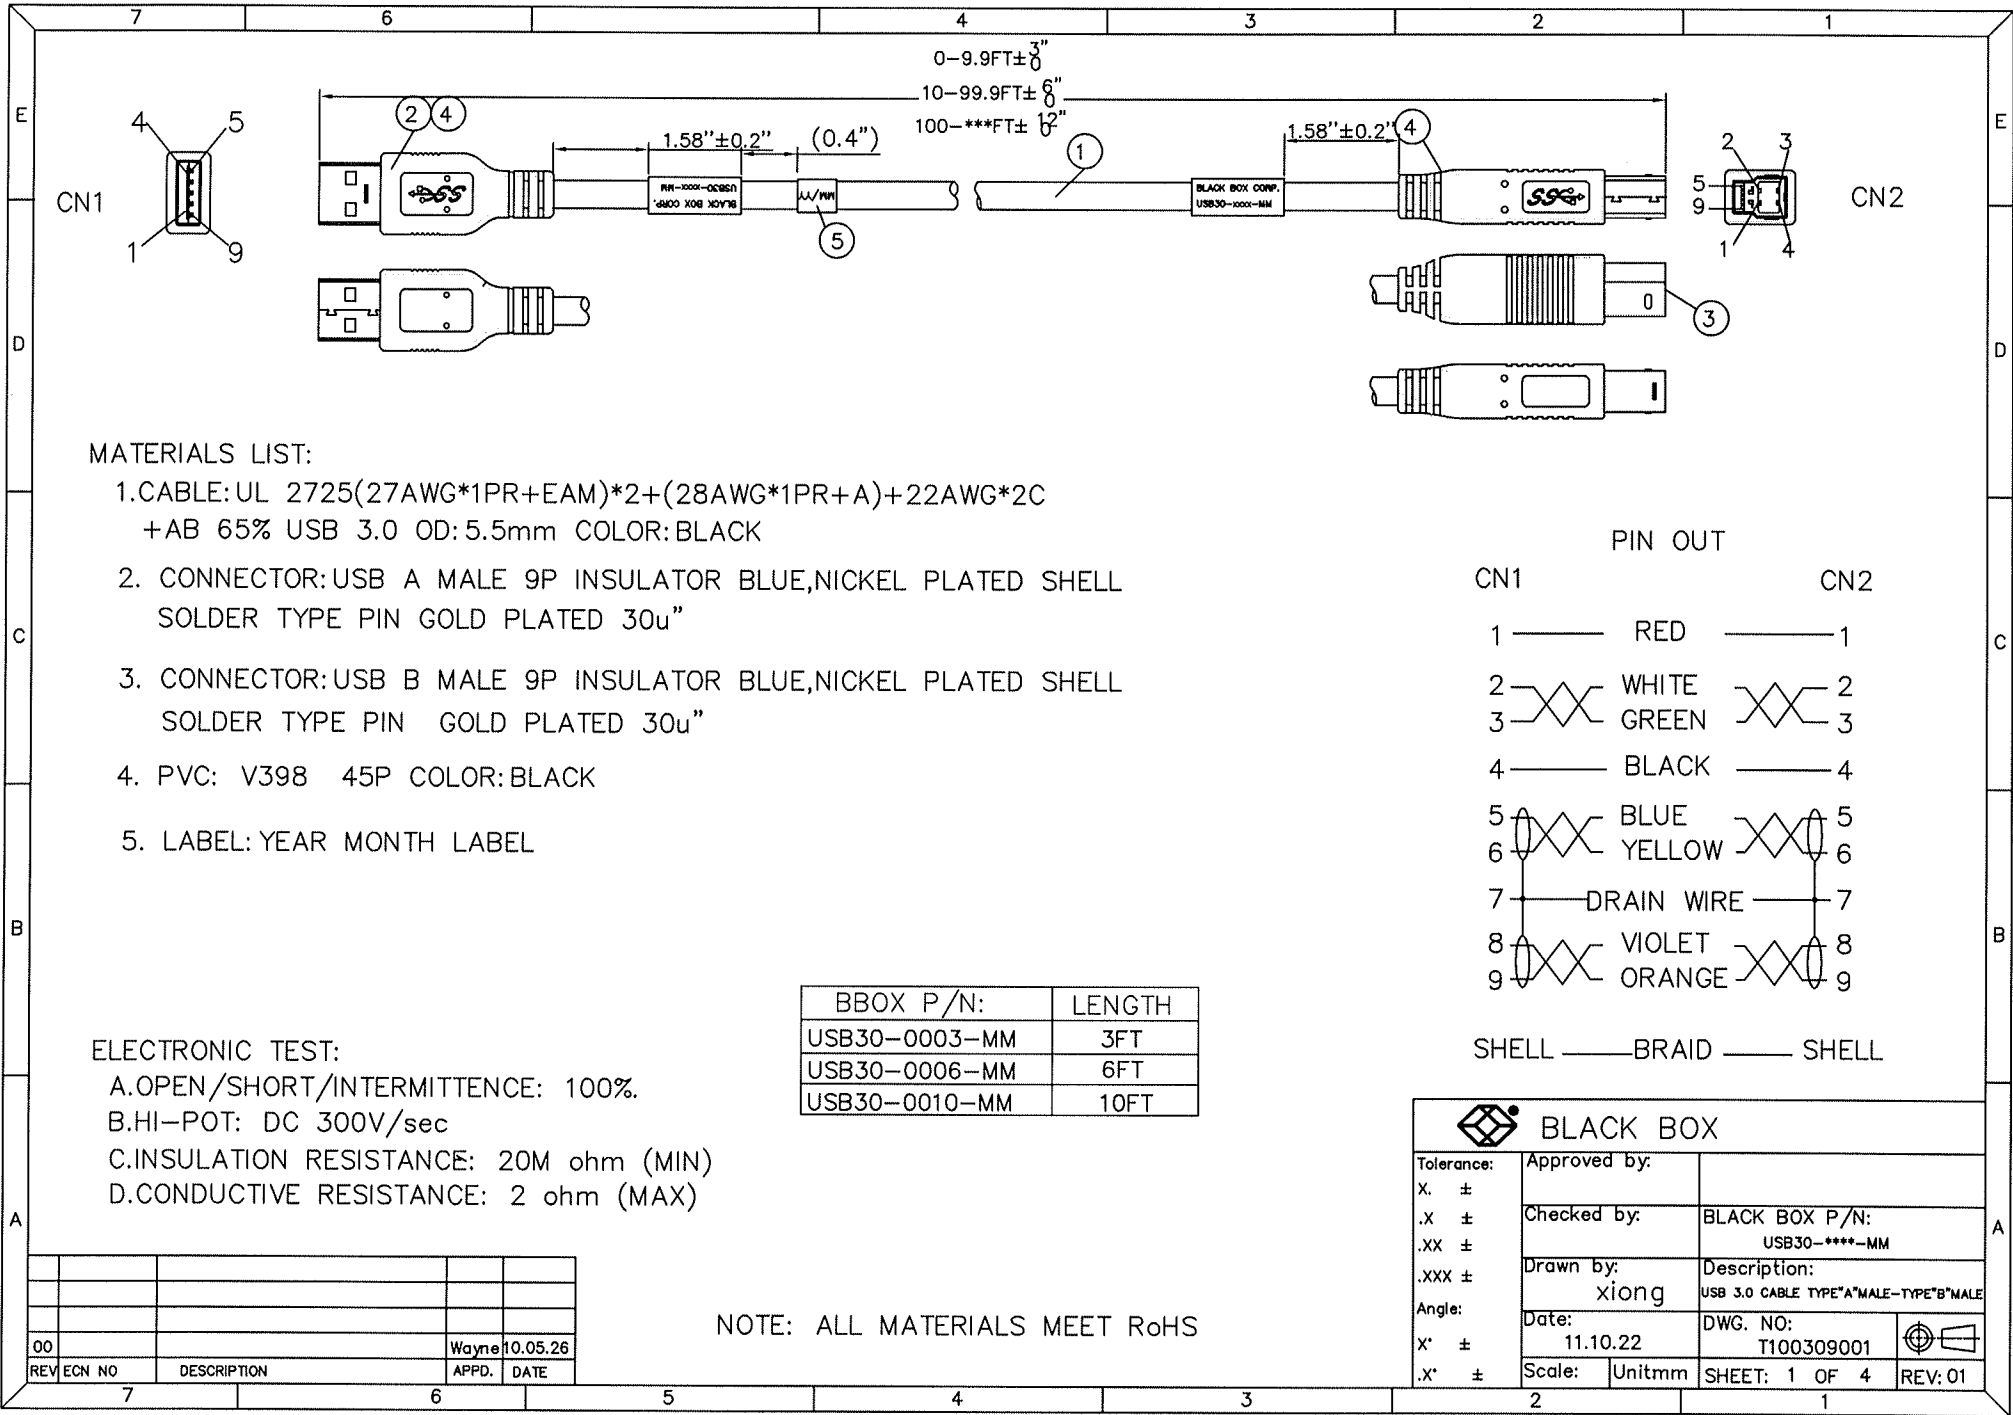 7 6 4 3 2 1
0-9.9FT±3"/0
10-99.9FT±6"/0
100-***FT±12"/0
E E
4 5
2 4
1.58"±0.2"
(0.4")
1
1.58"±0.2"
4
2 3
CN1
SS
BLACK BOX CORP.
USB30-xxxx-MM
MM/YY
BLACK BOX CORP.
USB30-xxxx-MM
SS
5
9
CN2
1 9
5
1 4
3
D D
MATERIALS LIST:
1.CABLE:UL 2725(27AWG*1PR+EAM)*2+(28AWG*1PR+A)+22AWG*2C
+AB 65% USB 3.0 OD:5.5mm COLOR:BLACK
2. CONNECTOR:USB A MALE 9P INSULATOR BLUE,NICKEL PLATED SHELL
SOLDER TYPE PIN GOLD PLATED 30u"
3. CONNECTOR:USB B MALE 9P INSULATOR BLUE,NICKEL PLATED SHELL
SOLDER TYPE PIN GOLD PLATED 30u"
4. PVC: V398 45P COLOR:BLACK
5. LABEL:YEAR MONTH LABEL
C C
PIN OUT
CN1 CN2
1 RED 1
2 WHITE 2
3 GREEN 3
4 BLACK 4
5 BLUE 5
6 YELLOW 6
7 DRAIN WIRE 7
8 VIOLET 8
9 ORANGE 9
SHELL BRAID SHELL
B B
BBOX P/N: LENGTH
USB30-0003-MM 3FT
USB30-0006-MM 6FT
USB30-0010-MM 10FT
ELECTRONIC TEST:
A.OPEN/SHORT/INTERMITTENCE: 100%.
B.HI-POT: DC 300V/sec
C.INSULATION RESISTANCE: 20M ohm (MIN)
D.CONDUCTIVE RESISTANCE: 2 ohm (MAX)
A A
NOTE: ALL MATERIALS MEET RoHS
00 Wayne 10.05.26
REV ECN NO DESCRIPTION APPD. DATE
BLACK BOX
Tolerance:
X. ±
.X ±
.XX ±
.XXX ±
Angle:
X° ±
.X° ±
Approved by:
Checked by:
BLACK BOX P/N:
USB30-****-MM
Drawn by:
xiong
Description:
USB 3.0 CABLE TYPE"A"MALE-TYPE"B"MALE
Date:
11.10.22
DWG. NO:
T100309001
Scale: Unitmm SHEET: 1 OF 4 REV: 01
7 6 5 4 3 2 1